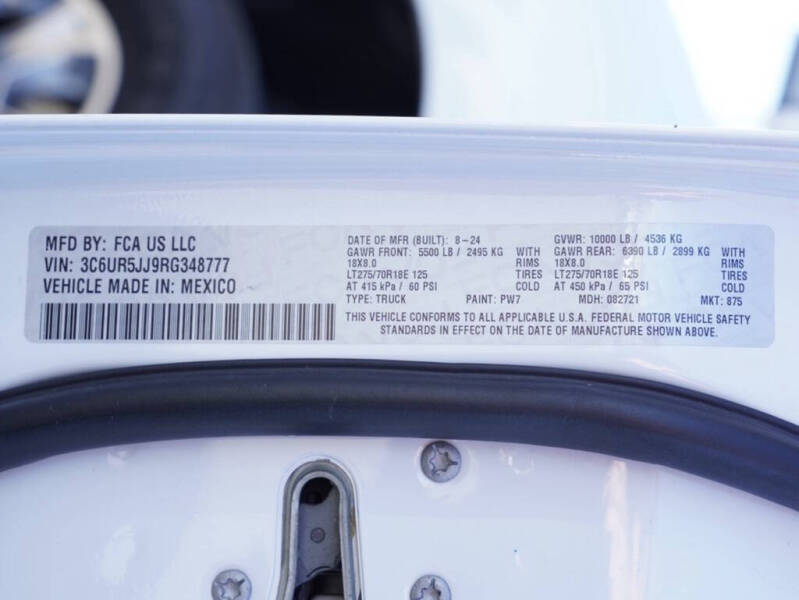 MFD BY: FCA US LLC
VIN: 3C6UR5JJ9RG348777
VEHICLE MADE IN: MEXICO
DATE OF MFR (BUILT): 8-24 GVWR: 10000 LB / 4536 KG
GAWR FRONT: 5500 LB / 2495 KG WITH GAWR REAR: 6390 LB / 2899 KG WITH
18X8.0 RIMS 18X8.0 RIMS
LT275/70R18E 125 TIRES LT275/70R18E 125 TIRES
AT 415 kPa / 60 PSI COLD AT 450 kPa / 65 PSI COLD
TYPE: TRUCK PAINT: PW7 MDH: 082721 MKT: 875
THIS VEHICLE CONFORMS TO ALL APPLICABLE U.S.A. FEDERAL MOTOR VEHICLE SAFETY
STANDARDS IN EFFECT ON THE DATE OF MANUFACTURE SHOWN ABOVE.